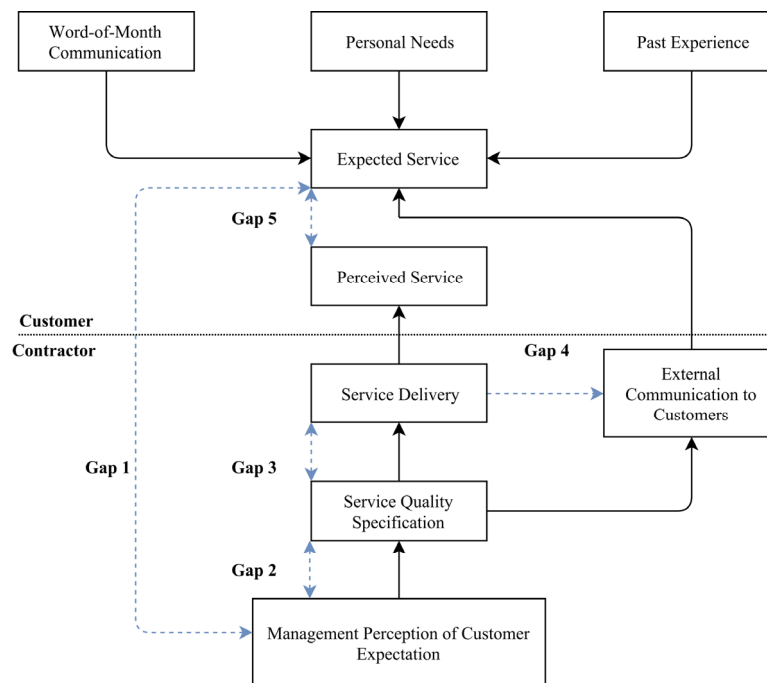 Word-of-Month
Communication
Personal Needs
Past Experience
Expected Service
Gap 5
Perceived Service
Customer
Contractor
Gap 4
Service Delivery
External
Communication to
Customers
Gap 1
Gap 3
Service Quality
Specification
Gap 2
Management Perception of Customer
Expectation